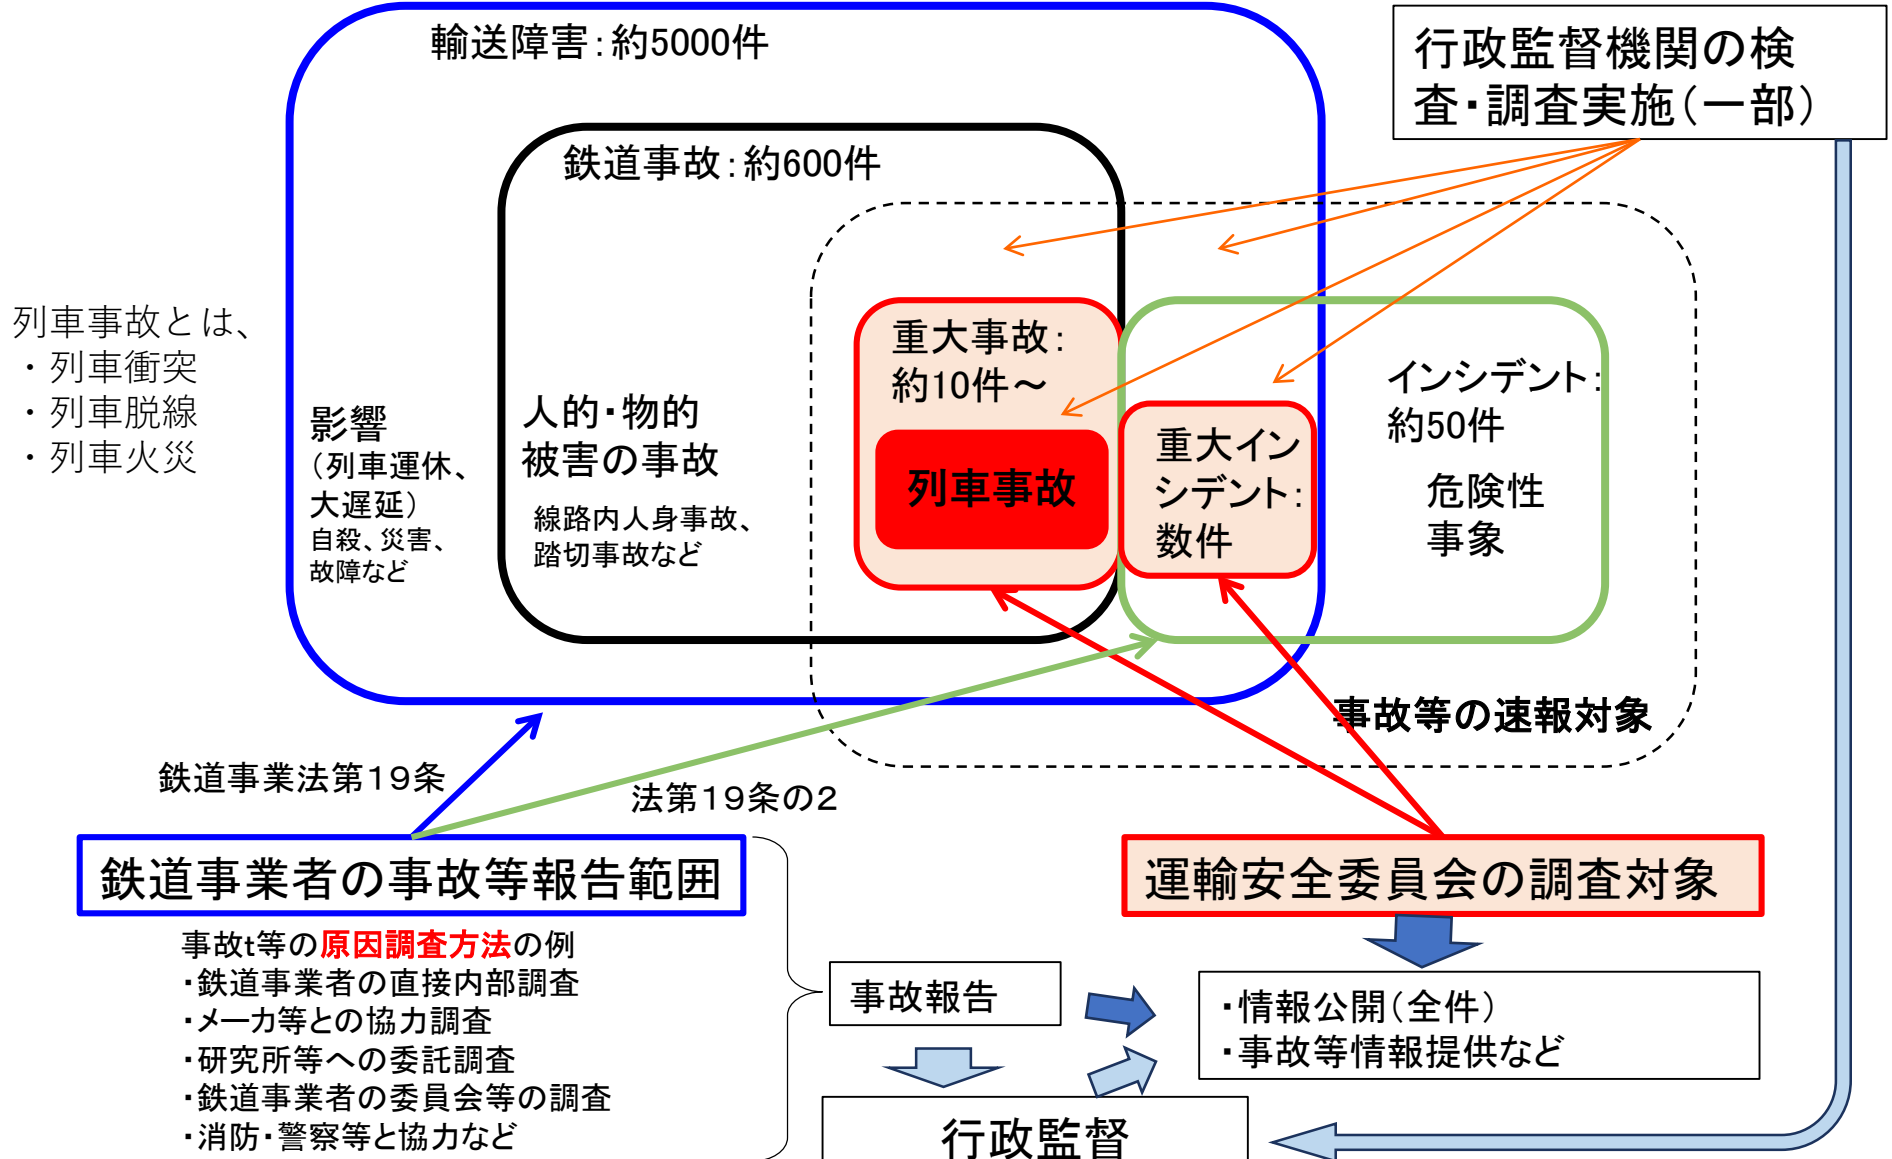 輸送障害：約5000件
行政監督機関の検
査・調査実施（一部）
鉄道事故：約600件
列車事故とは、
・列車衝突
・列車脱線
・列車火災
影響
（列車運休、
大遅延）
自殺、災害、
故障など
人的・物的
被害の事故
線路内人身事故、
踏切事故など
重大事故：
約10件～
列車事故
重大イン
シデント：
数件
インシデント：
約50件
危険性
事象
事故等の速報対象
鉄道事業法第１９条
法第１９条の２
鉄道事業者の事故等報告範囲
運輸安全委員会の調査対象
事故t等の原因調査方法の例
・鉄道事業者の直接内部調査
・メーカ等との協力調査
・研究所等への委託調査
・鉄道事業者の委員会等の調査
・消防・警察等と協力など
事故報告
・情報公開（全件）
・事故等情報提供など
行政監督